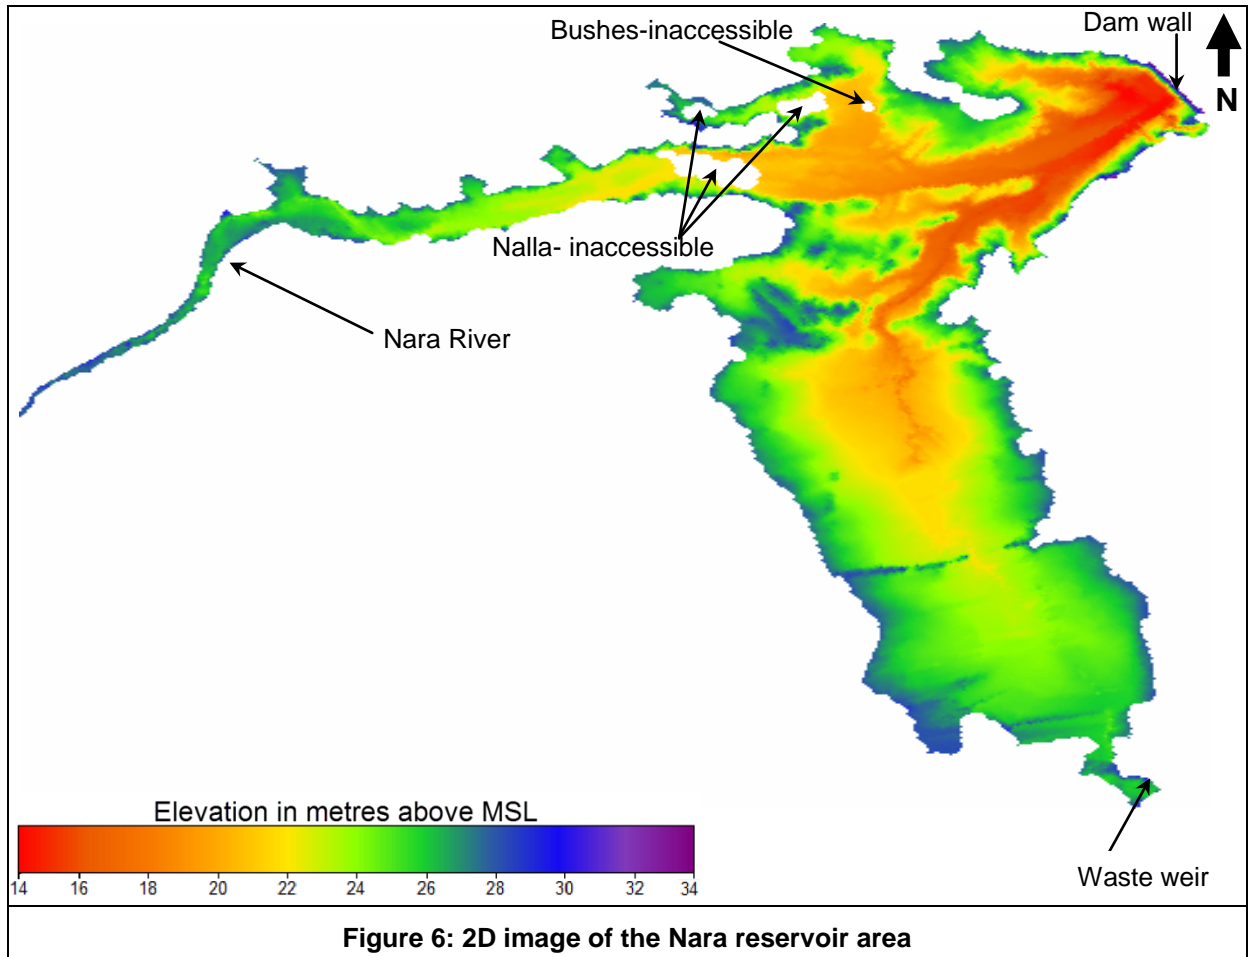 Bushes-inaccessible
Dam wall
N
Nalla- inaccessible
Nara River
Elevation in metres above MSL
14 16 18 20 22 24 26 28 30 32 34
Waste weir
Figure 6: 2D image of the Nara reservoir area